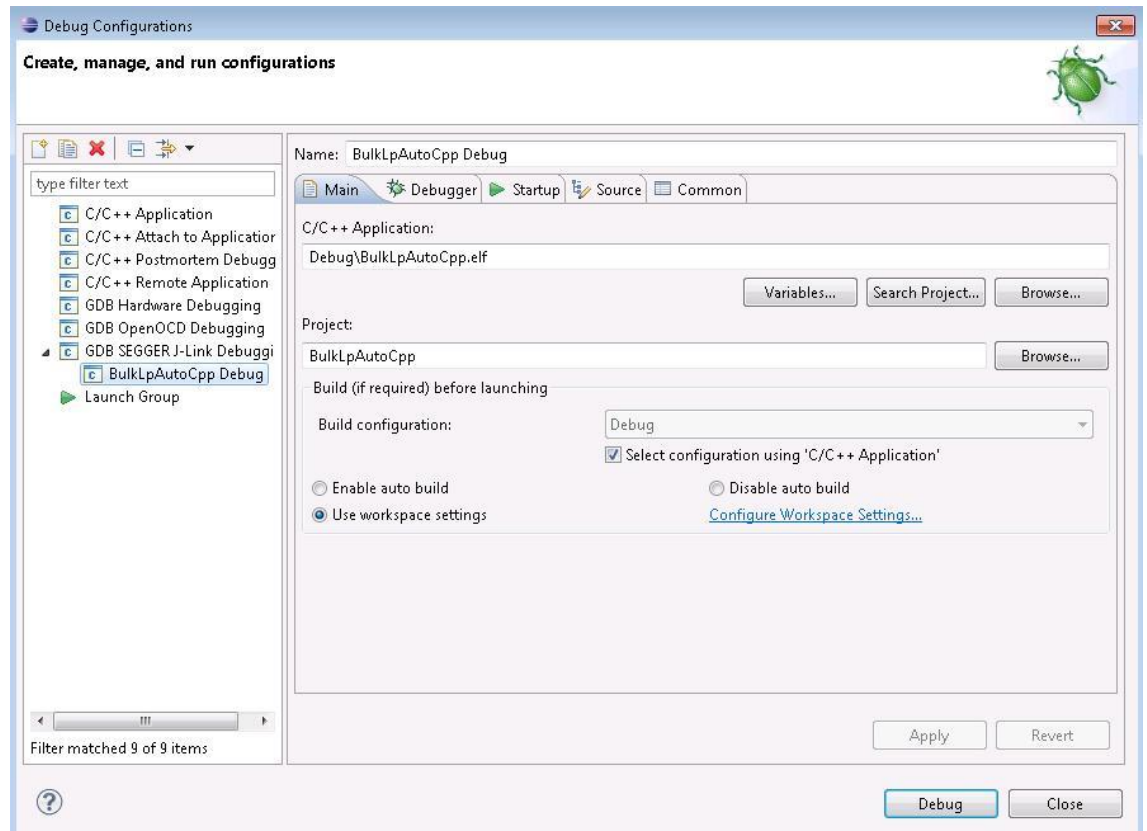 Debug Configurations
Create, manage, and run configurations
type filter text
C/C++ Application
C/C++ Attach to Application
C/C++ Postmortem Debugg
C/C++ Remote Application
GDB Hardware Debugging
GDB OpenOCD Debugging
GDB SEGGER J-Link Debuggi
BulkLpAutoCpp Debug
Launch Group
Filter matched 9 of 9 items
Name: BulkLpAutoCpp Debug
Main Debugger Startup Source Common
C/C++ Application:
Debug\BulkLpAutoCpp.elf
Variables... Search Project... Browse...
Project:
BulkLpAutoCpp Browse...
Build (if required) before launching
Build configuration: Debug
Select configuration using 'C/C++ Application'
Enable auto build Disable auto build
Use workspace settings Configure Workspace Settings...
Apply Revert
Debug Close